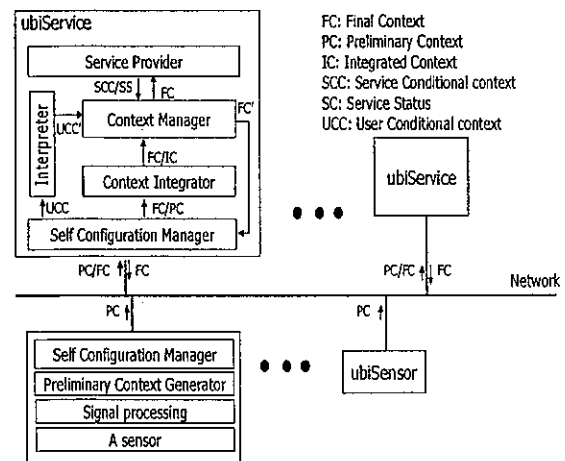 ubiService
Service Provider
SCC/SS
FC
Interpreter
UCC'
Context Manager
FC'
FC/IC
Context Integrator
UCC
FC/PC
Self Configuration Manager
PC/FC
FC
FC: Final Context
PC: Preliminary Context
IC: Integrated Context
SCC: Service Conditional context
SC: Service Status
UCC: User Conditional context
ubiService
PC/FC
FC
Network
PC
Self Configuration Manager
Preliminary Context Generator
Signal processing
A sensor
PC
ubiSensor